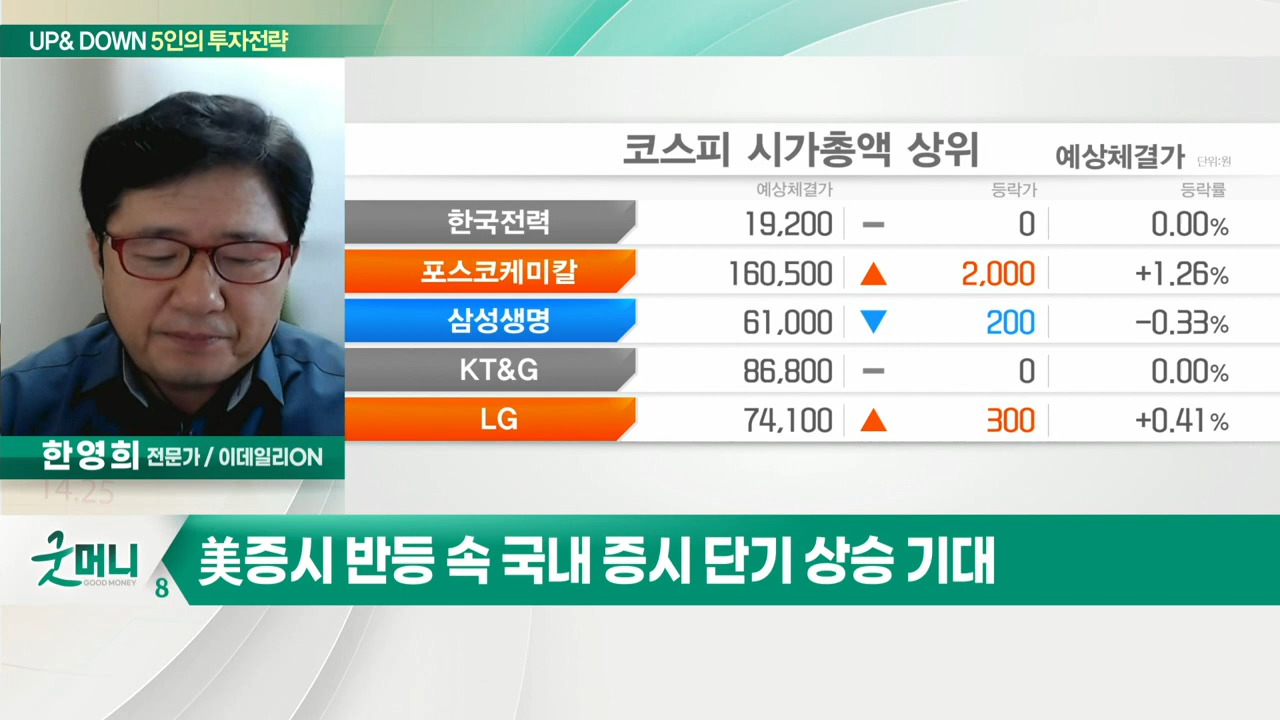 UP& DOWN 5인의 투자전략
코스피 시가총액 상위 예상체결가 단위:원
예상체결가 등락가 등락률
한국전력 19,200 0 0.00%
포스코케미칼 160,500 ▲ 2,000 +1.26%
삼성생명 61,000 ▼ 200 -0.33%
KT&G 86,800 0 0.00%
LG 74,100 ▲ 300 +0.41%
한영희 전문가 / 이데일리ON
14.25
굿머니
GOOD MONEY
8
美증시 반등 속 국내 증시 단기 상승 기대